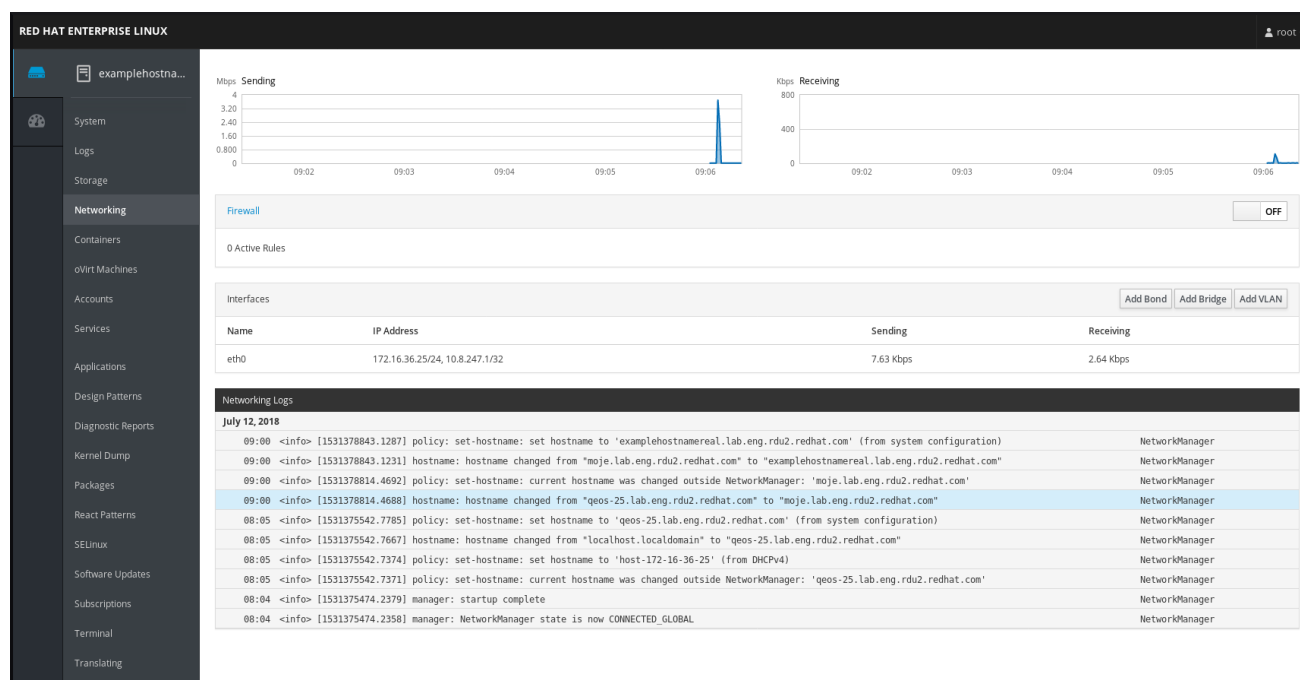 RED HAT ENTERPRISE LINUX
root
examplehostna...
System
Logs
Storage
Networking
Containers
oVirt Machines
Accounts
Services
Applications
Design Patterns
Diagnostic Reports
Kernel Dump
Packages
React Patterns
SELinux
Software Updates
Subscriptions
Terminal
Translating
Mbps Sending
4
3.20
2.40
1.60
0.800
0
09:02 09:03 09:04 09:05 09:06
Kbps Receiving
800
400
0
09:02 09:03 09:04 09:05 09:06
Firewall OFF
0 Active Rules
Interfaces Add Bond Add Bridge Add VLAN
Name IP Address Sending Receiving
eth0 172.16.36.25/24, 10.8.247.1/32 7.63 Kbps 2.64 Kbps
Networking Logs
July 12, 2018
09:00 <info> [1531378843.1287] policy: set-hostname: set hostname to 'examplehostnamereal.lab.eng.rdu2.redhat.com' (from system configuration) NetworkManager
09:00 <info> [1531378843.1231] hostname: hostname changed from "moje.lab.eng.rdu2.redhat.com" to "examplehostnamereal.lab.eng.rdu2.redhat.com" NetworkManager
09:00 <info> [1531378814.4692] policy: set-hostname: current hostname was changed outside NetworkManager: 'moje.lab.eng.rdu2.redhat.com' NetworkManager
09:00 <info> [1531378814.4688] hostname: hostname changed from "qeos-25.lab.eng.rdu2.redhat.com" to "moje.lab.eng.rdu2.redhat.com" NetworkManager
08:05 <info> [1531375542.7785] policy: set-hostname: set hostname to 'qeos-25.lab.eng.rdu2.redhat.com' (from system configuration) NetworkManager
08:05 <info> [1531375542.7667] hostname: hostname changed from "localhost.localdomain" to "qeos-25.lab.eng.rdu2.redhat.com" NetworkManager
08:05 <info> [1531375542.7374] policy: set-hostname: set hostname to 'host-172-16-36-25' (from DHCPv4) NetworkManager
08:05 <info> [1531375542.7371] policy: set-hostname: current hostname was changed outside NetworkManager: 'qeos-25.lab.eng.rdu2.redhat.com' NetworkManager
08:04 <info> [1531375474.2379] manager: startup complete NetworkManager
08:04 <info> [1531375474.2358] manager: NetworkManager state is now CONNECTED_GLOBAL NetworkManager